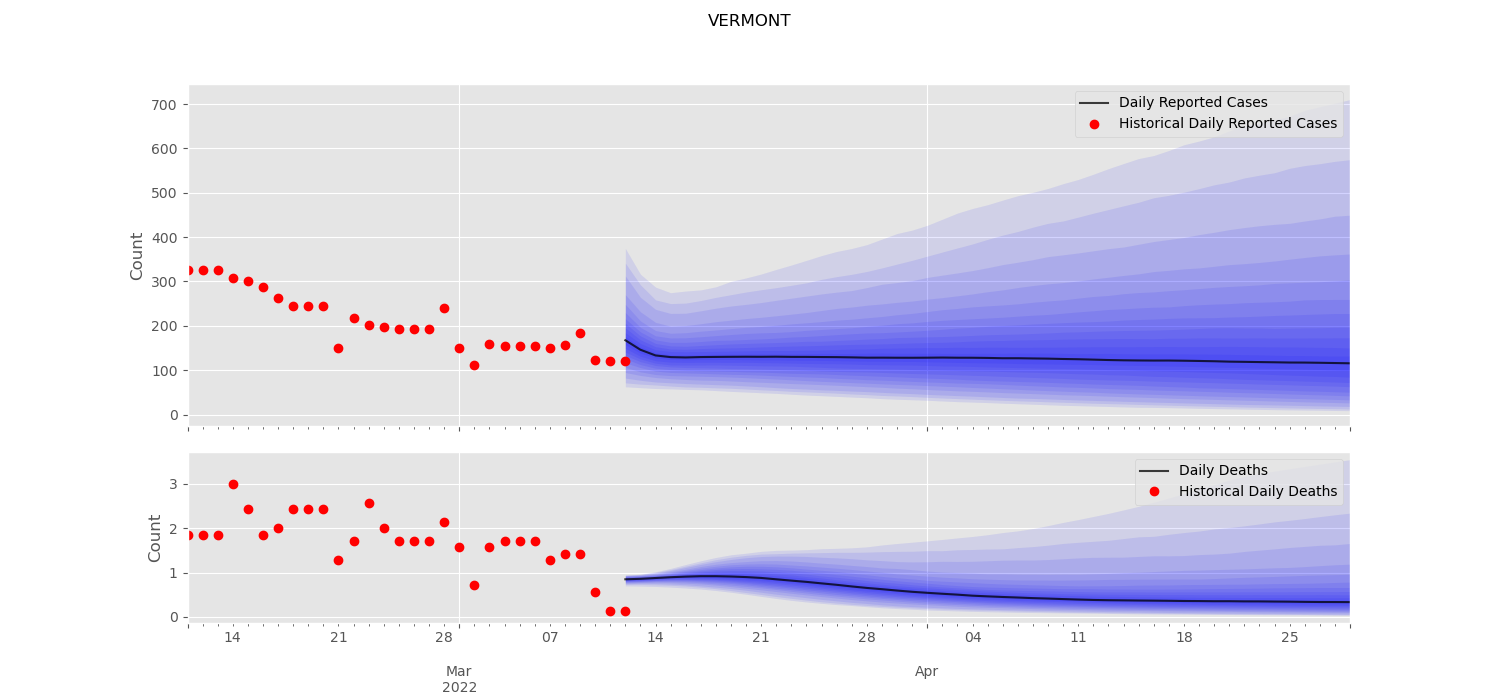 VERMONT
Daily Reported Cases
Historical Daily Reported Cases
Count
700
600
500
400
300
200
100
0
Daily Deaths
Historical Daily Deaths
Count
3
2
1
0
14 21 28 07 14 21 28 04 11 18 25
Mar Apr
2022